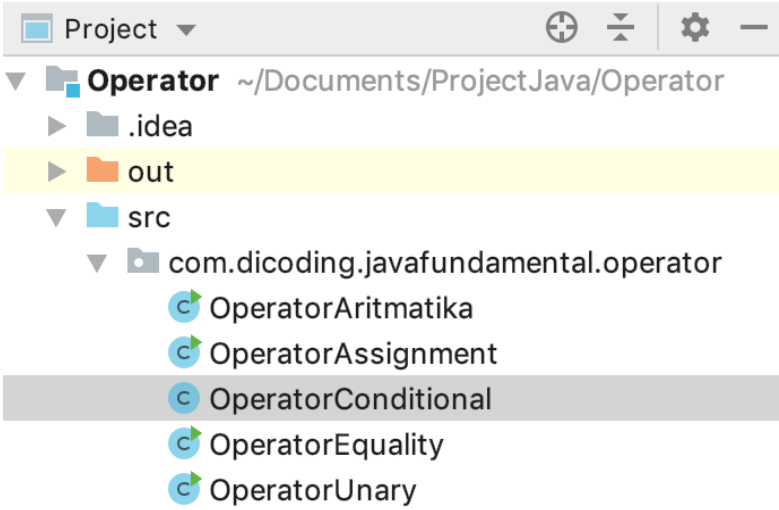 Project
Operator ~/Documents/ProjectJava/Operator
.idea
out
src
com.dicoding.javafundamental.operator
C OperatorAritmatika
C OperatorAssignment
C OperatorConditional
C OperatorEquality
C OperatorUnary